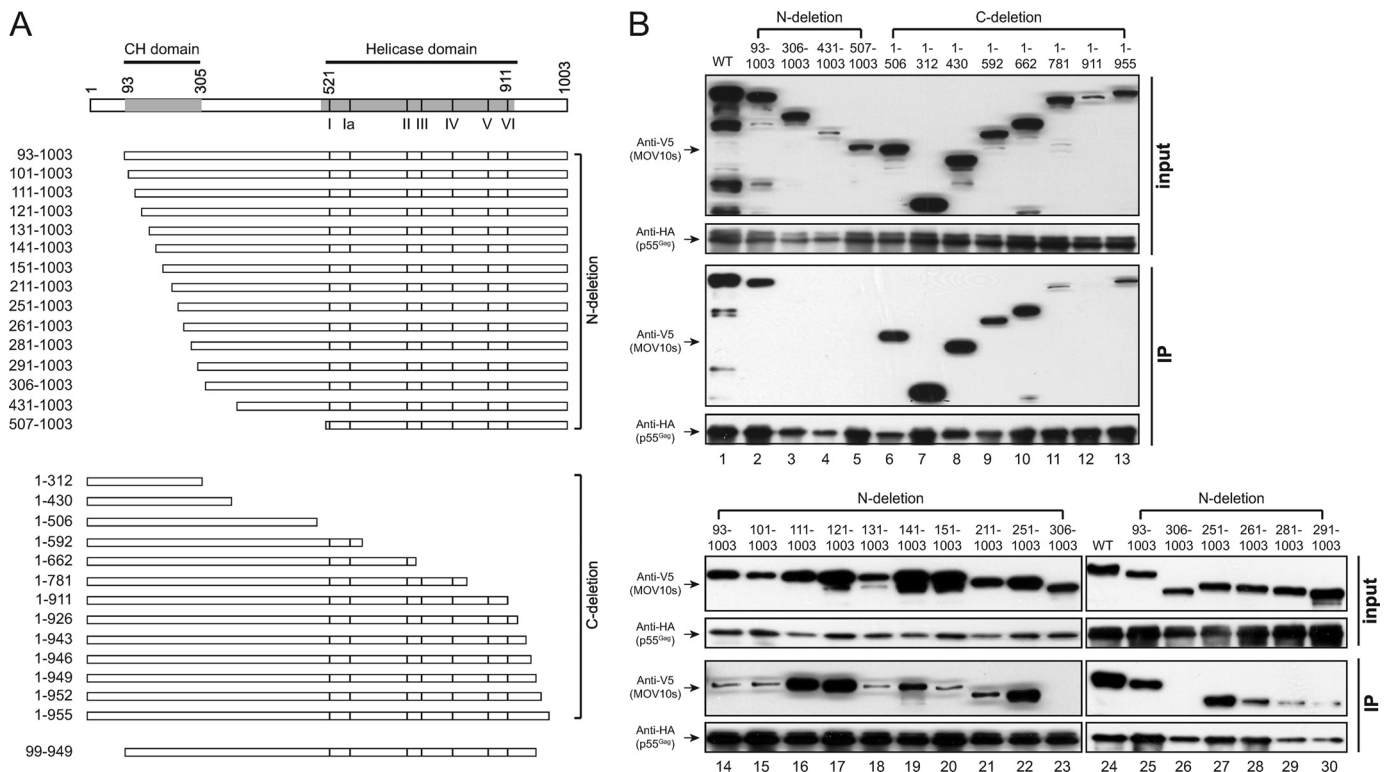 A
CH domain
Helicase domain
1
93
305
521
911
1003
I Ia II III IV V VI
93-1003
101-1003
111-1003
121-1003
131-1003
141-1003
151-1003
211-1003
251-1003
261-1003
281-1003
291-1003
306-1003
431-1003
507-1003
N-deletion
1-312
1-430
1-506
1-592
1-662
1-781
1-911
1-926
1-943
1-946
1-949
1-952
1-955
C-deletion
99-949
B
N-deletion C-deletion
93- 306- 431- 507- 1- 1- 1- 1- 1- 1- 1- 1-
WT 1003 1003 1003 1003 506 312 430 592 662 781 911 955
Anti-V5
(MOV10s)
input
Anti-HA
(p55Gag)
Anti-V5
(MOV10s)
IP
Anti-HA
(p55Gag)
1 2 3 4 5 6 7 8 9 10 11 12 13
N-deletion N-deletion
93- 101- 111- 121- 131- 141- 151- 211- 251- 306- 93- 306- 251- 261- 281- 291-
1003 1003 1003 1003 1003 1003 1003 1003 1003 1003 WT 1003 1003 1003 1003 1003 1003
Anti-V5
(MOV10s)
input
Anti-HA
(p55Gag)
Anti-V5
(MOV10s)
IP
Anti-HA
(p55Gag)
14 15 16 17 18 19 20 21 22 23 24 25 26 27 28 29 30